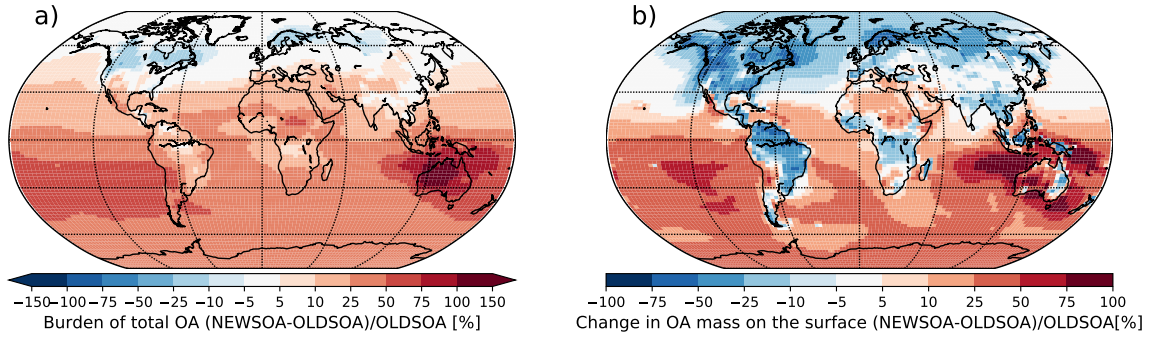 a)
−150 −100 −75 −50 −25 −10 −5 5 10 25 50 75 100 150
Burden of total OA (NEWSOA-OLDSOA)/OLDSOA [%]
b)
−100 −75 −50 −25 −10 −5 5 10 25 50 75 100
Change in OA mass on the surface (NEWSOA-OLDSOA)/OLDSOA[%]